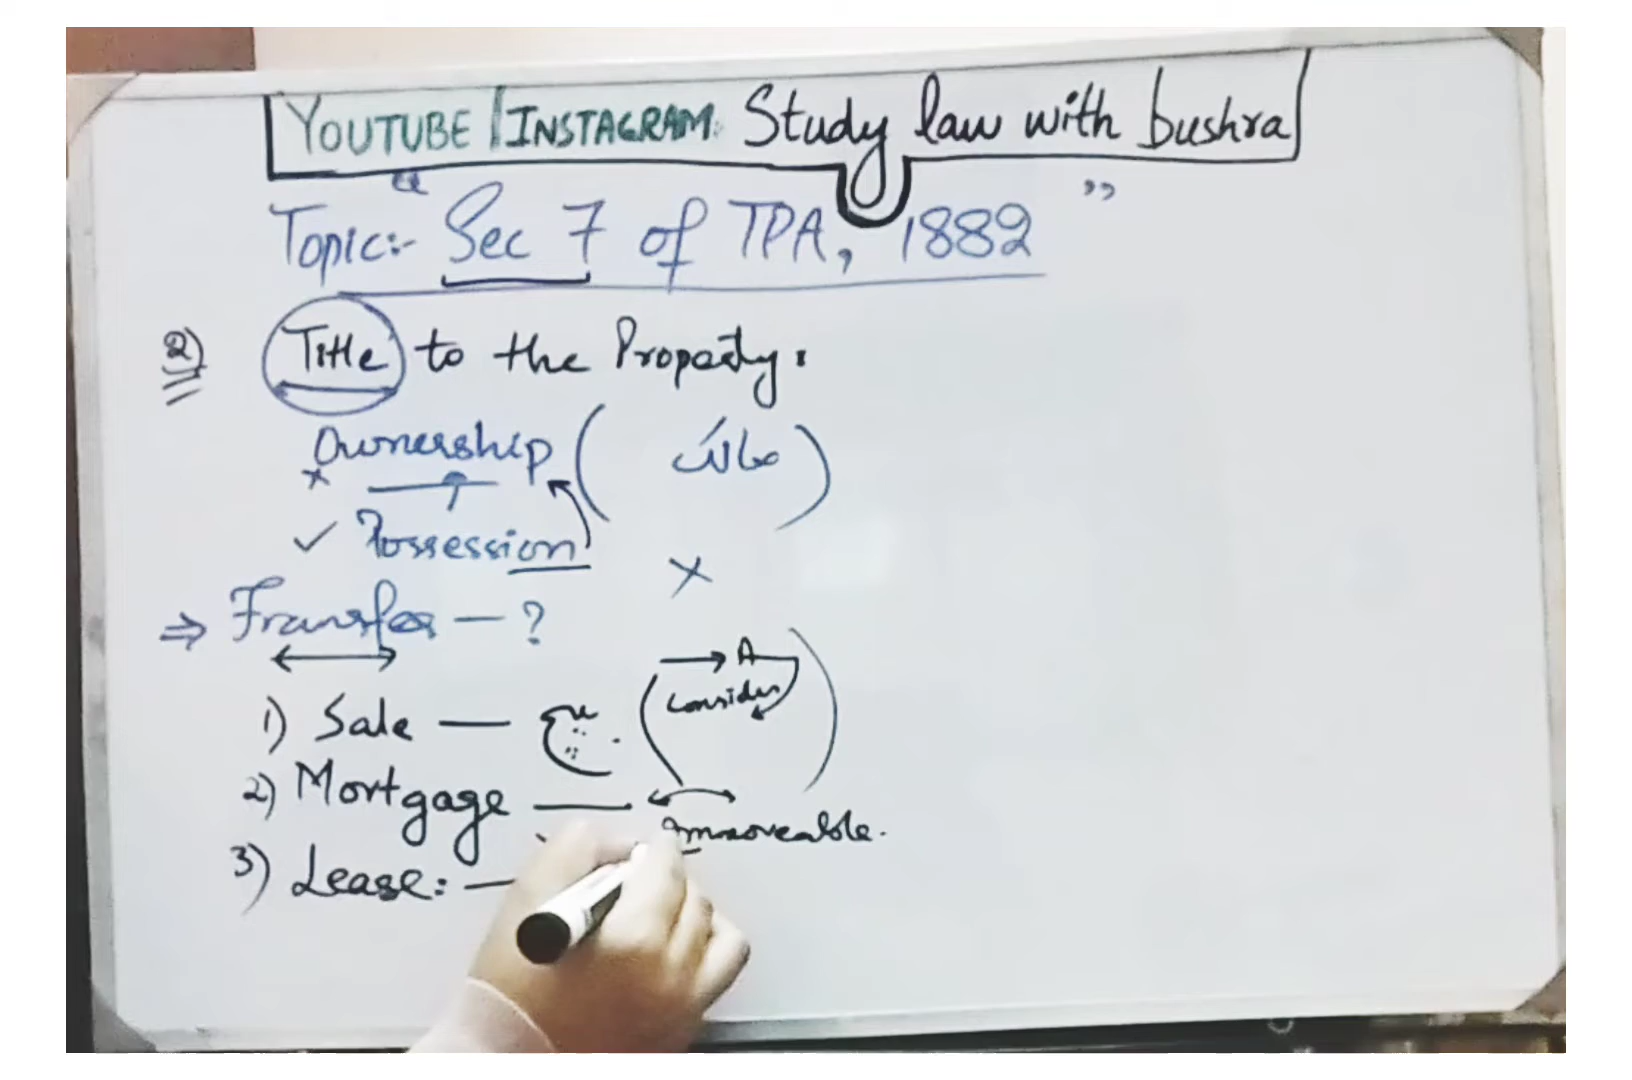 YOUTUBE | INSTAGRAM: Study law with bushra
Topic:- "Sec 7 of TPA, 1882"
2) Title to the Property:
Ownership ( مالک )
x
✓ Possession
x
⇒ Transfer — ?
→ A
1) Sale —
Consider
2) Mortgage —
Immoveable.
3) Lease: —